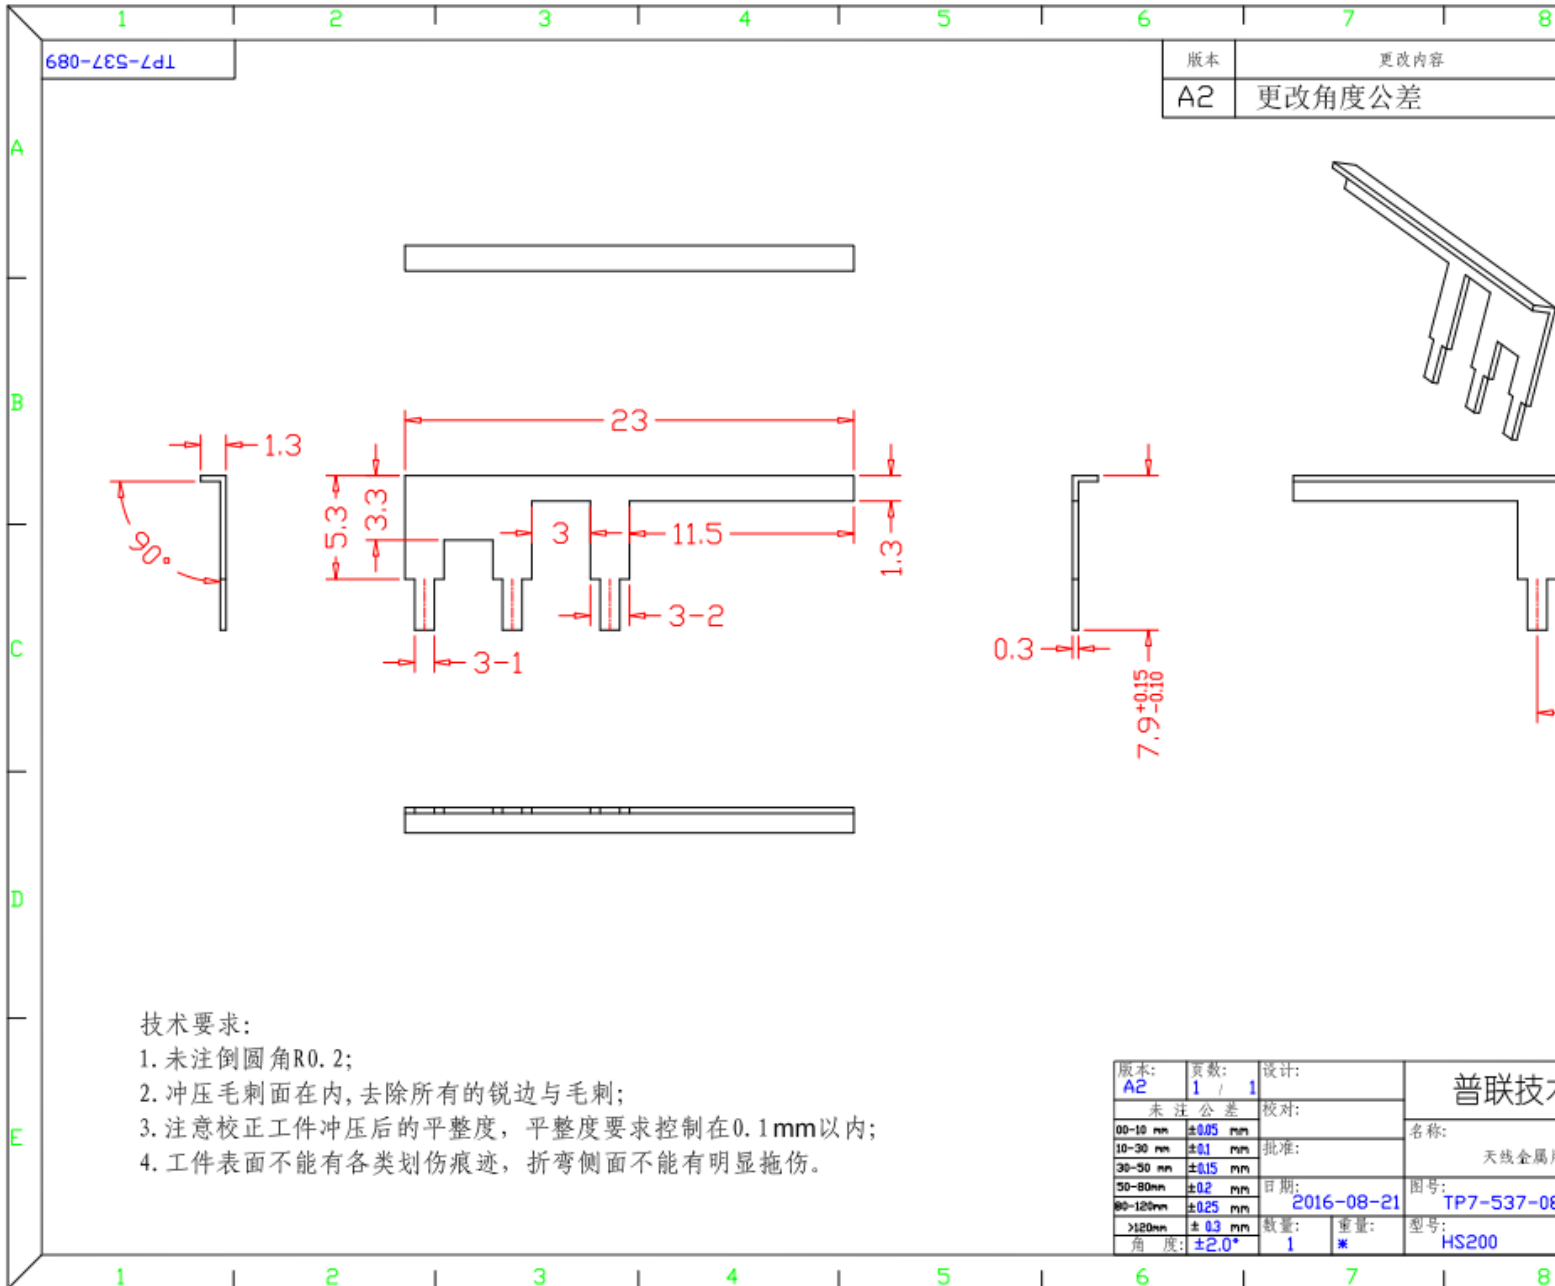 1 2 3 4 5 6 7 8
TP7-537-089
版本 更改内容
A2 更改角度公差
A
B
C
D
E
23
1.3
90°
5.3
3.3
3
11.5
1.3
3-2
3-1
0.3
7.9 +0.15 -0.10
技术要求:
1. 未注倒圆角R0.2;
2. 冲压毛刺面在内,去除所有的锐边与毛刺;
3. 注意校正工件冲压后的平整度，平整度要求控制在0.1mm以内;
4. 工件表面不能有各类划伤痕迹，折弯侧面不能有明显拖伤。
版本: A2 页数: 1 / 1 设计:
未注公差 校对:
00-10 mm ±0.05 mm
10-30 mm ±0.1 mm 批准:
30-50 mm ±0.15 mm
50-80mm ±0.2 mm 日期: 2016-08-21
80-120mm ±0.25 mm
>120mm ± 0.3 mm 数量: 1 重量: *
角 度: ±2.0°
普联技
名称:
天线金属
图号: TP7-537-08
型号: HS200
1 2 3 4 5 6 7 8